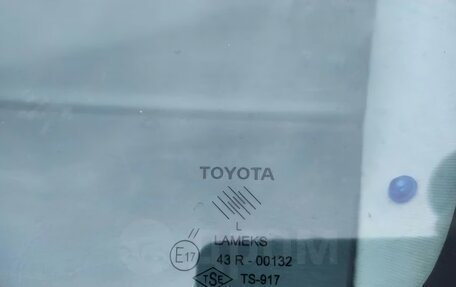 TOYOTA
L
LAMEKS
E17 43 R - 00132
TSE TS-917